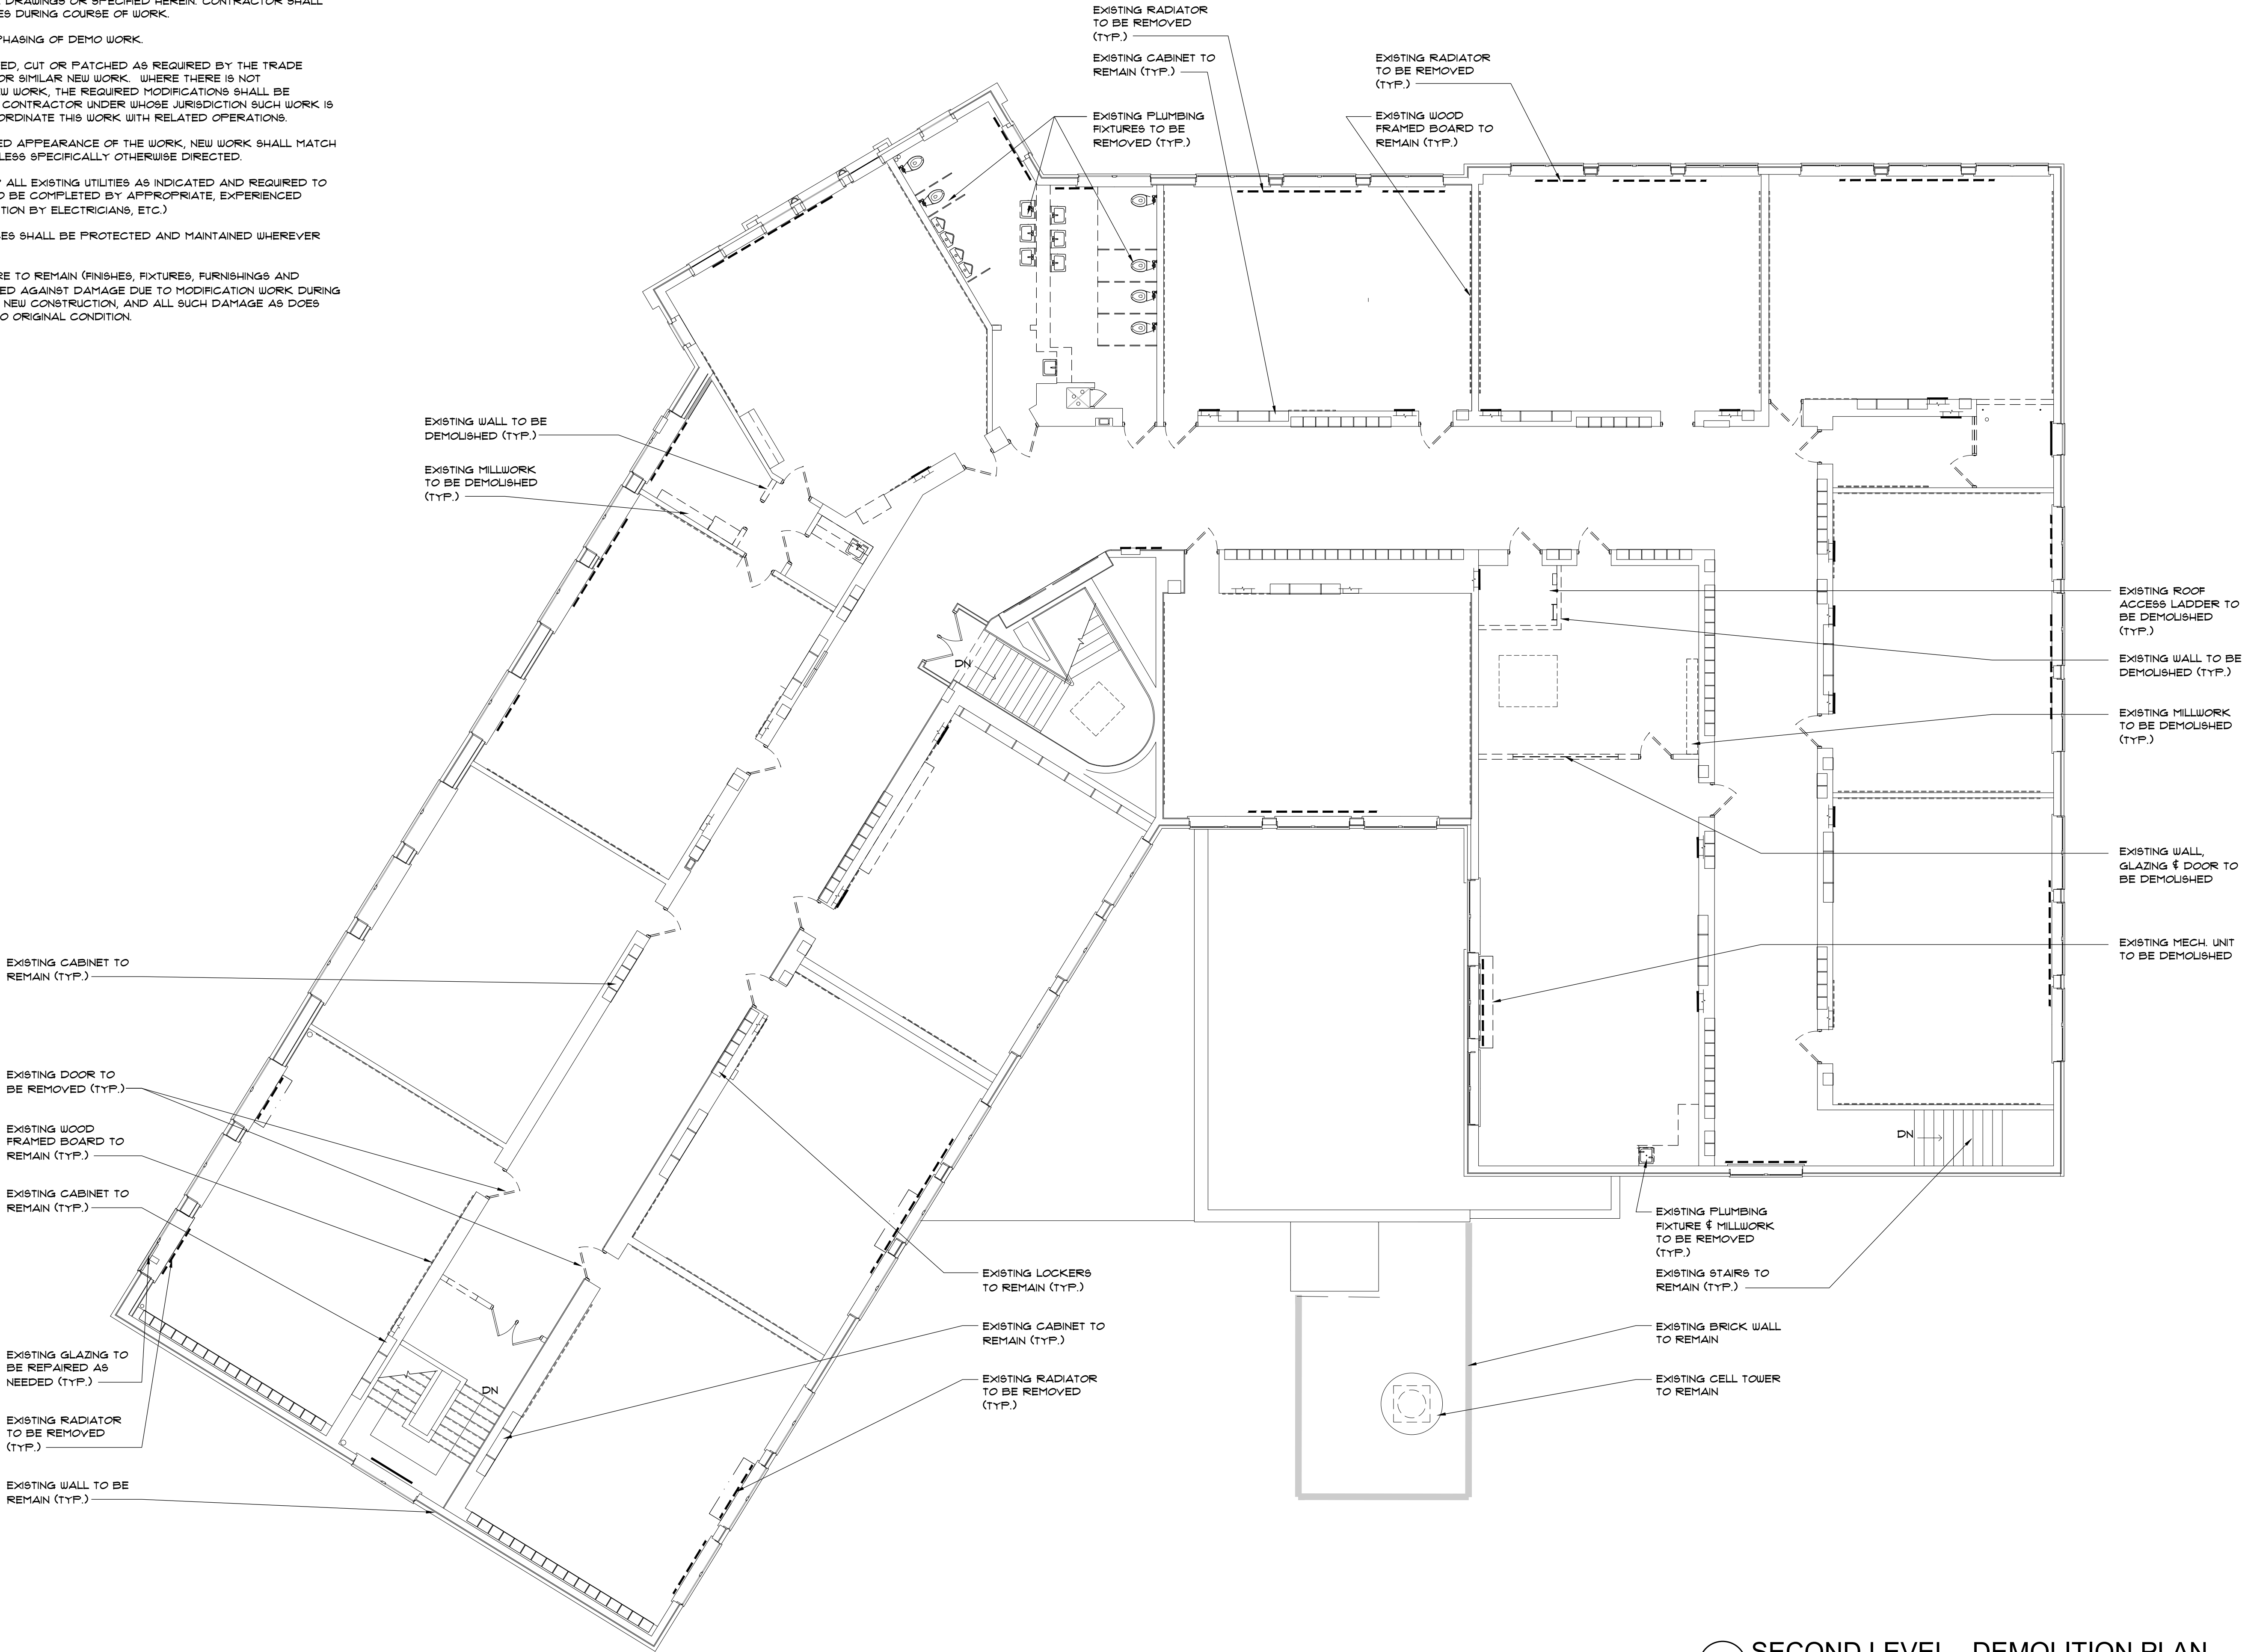 DRAWINGS OR SPECIFIED HEREIN. CONTRACTOR SHALL
ES DURING COURSE OF WORK.
PHASING OF DEMO WORK.
ED, CUT OR PATCHED AS REQUIRED BY THE TRADE
OR SIMILAR NEW WORK. WHERE THERE IS NOT
EW WORK, THE REQUIRED MODIFICATIONS SHALL BE
CONTRACTOR UNDER WHOSE JURISDICTION SUCH WORK IS
ORDINATE THIS WORK WITH RELATED OPERATIONS.
ED APPEARANCE OF THE WORK, NEW WORK SHALL MATCH
LESS SPECIFICALLY OTHERWISE DIRECTED.
Y ALL EXISTING UTILITIES AS INDICATED AND REQUIRED TO
O BE COMPLETED BY APPROPRIATE, EXPERIENCED
TION BY ELECTRICIANS, ETC.)
ES SHALL BE PROTECTED AND MAINTAINED WHEREVER
RE TO REMAIN (FINISHES, FIXTURES, FURNISHINGS AND
ED AGAINST DAMAGE DUE TO MODIFICATION WORK DURING
NEW CONSTRUCTION, AND ALL SUCH DAMAGE AS DOES
O ORIGINAL CONDITION.
EXISTING RADIATOR
TO BE REMOVED
(TYP.)
EXISTING CABINET TO
REMAIN (TYP.)
EXISTING PLUMBING
FIXTURES TO BE
REMOVED (TYP.)
EXISTING RADIATOR
TO BE REMOVED
(TYP.)
EXISTING WOOD
FRAMED BOARD TO
REMAIN (TYP.)
EXISTING WALL TO BE
DEMOLISHED (TYP.)
EXISTING MILLWORK
TO BE DEMOLISHED
(TYP.)
DN
EXISTING ROOF
ACCESS LADDER TO
BE DEMOLISHED
(TYP.)
EXISTING WALL TO BE
DEMOLISHED (TYP.)
EXISTING MILLWORK
TO BE DEMOLISHED
(TYP.)
EXISTING WALL,
GLAZING & DOOR TO
BE DEMOLISHED
EXISTING MECH. UNIT
TO BE DEMOLISHED
EXISTING CABINET TO
REMAIN (TYP.)
EXISTING DOOR TO
BE REMOVED (TYP.)
EXISTING WOOD
FRAMED BOARD TO
REMAIN (TYP.)
EXISTING CABINET TO
REMAIN (TYP.)
EXISTING GLAZING TO
BE REPAIRED AS
NEEDED (TYP.)
EXISTING RADIATOR
TO BE REMOVED
(TYP.)
EXISTING WALL TO BE
REMAIN (TYP.)
DN
EXISTING LOCKERS
TO REMAIN (TYP.)
EXISTING CABINET TO
REMAIN (TYP.)
EXISTING RADIATOR
TO BE REMOVED
(TYP.)
DN
EXISTING PLUMBING
FIXTURE & MILLWORK
TO BE REMOVED
(TYP.)
EXISTING STAIRS TO
REMAIN (TYP.)
EXISTING BRICK WALL
TO REMAIN
EXISTING CELL TOWER
TO REMAIN
SECOND LEVEL - DEMOLITION PLAN